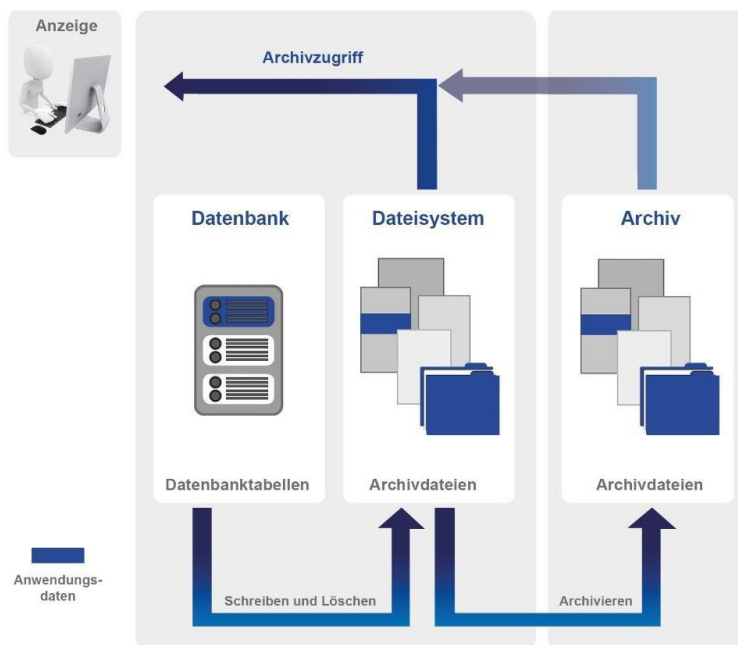 Anzeige
Archivzugriff
Datenbank
Dateisystem
Archiv
Datenbanktabellen
Archivdateien
Archivdateien
Anwendungs-
daten
Schreiben und Löschen
Archivieren